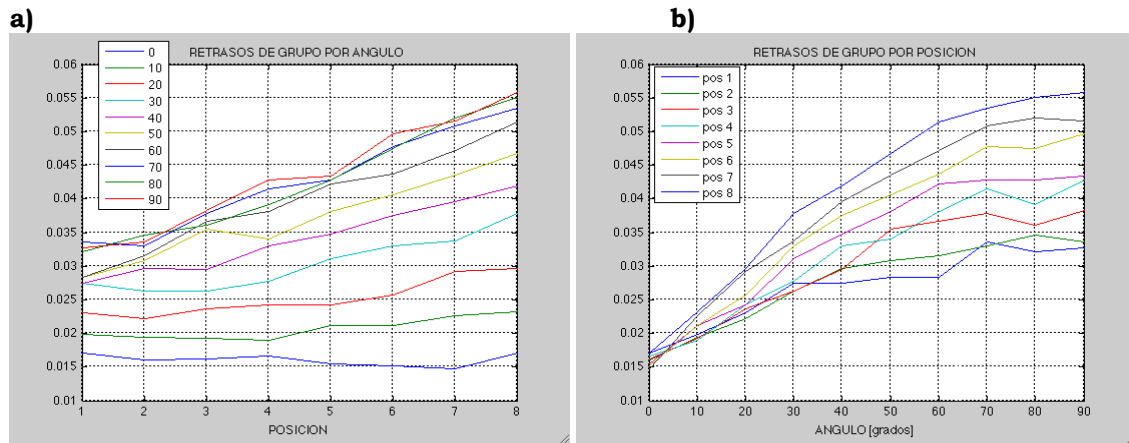 a)
RETRASOS DE GRUPO POR ANGULO
0.06
0.055
0.05
0.045
0.04
0.035
0.03
0.025
0.02
0.015
0.01
0
10
20
30
40
50
60
70
80
90
1 2 3 4 5 6 7 8
POSICION
b)
RETRASOS DE GRUPO POR POSICION
0.06
0.055
0.05
0.045
0.04
0.035
0.03
0.025
0.02
0.015
0.01
pos 1
pos 2
pos 3
pos 4
pos 5
pos 6
pos 7
pos 8
0 10 20 30 40 50 60 70 80 90
ANGULO [grados]